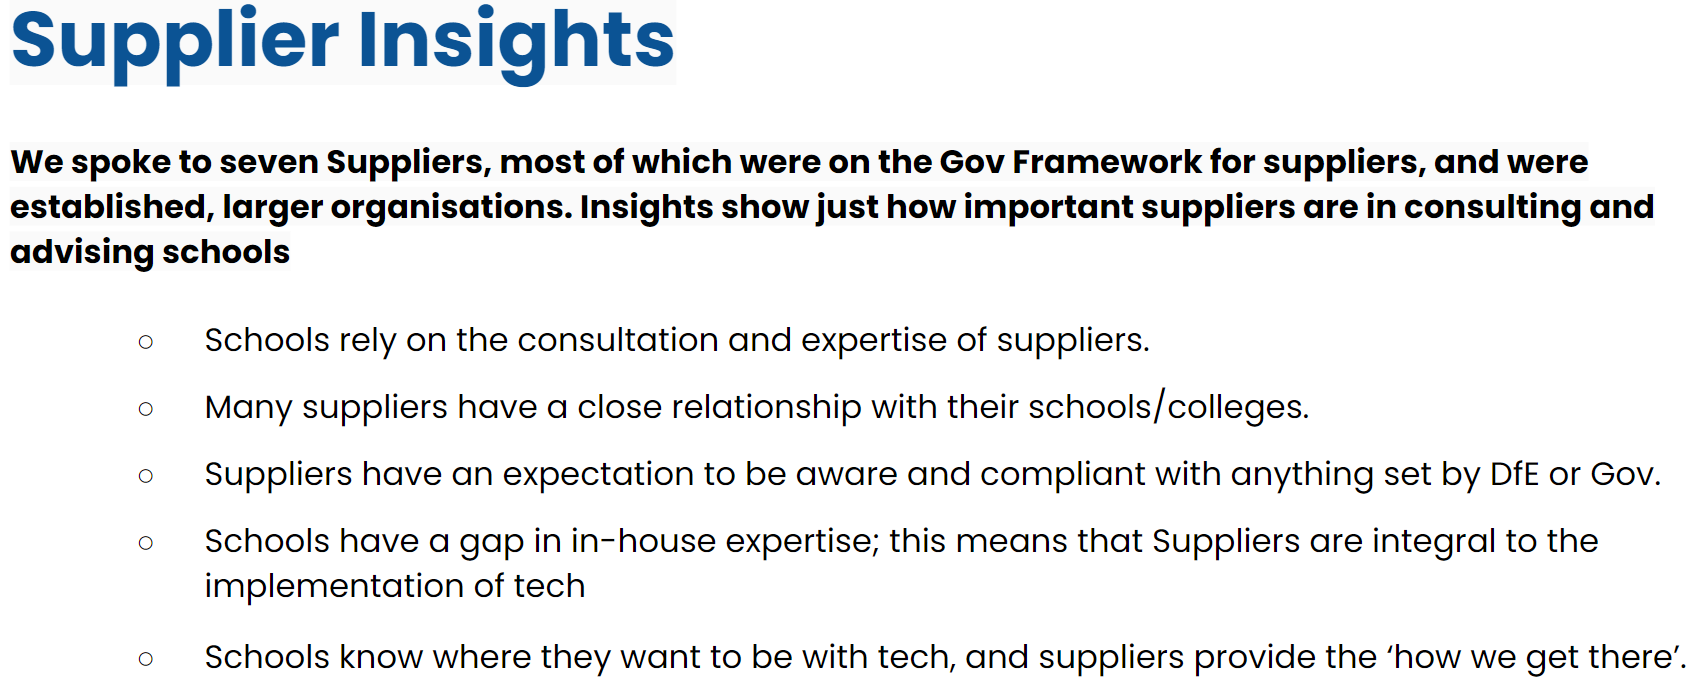 Supplier Insights
We spoke to seven Suppliers, most of which were on the Gov Framework for suppliers, and were
established, larger organisations. Insights show just how important suppliers are in consulting and
advising schools
○ Schools rely on the consultation and expertise of suppliers.
○ Many suppliers have a close relationship with their schools/colleges.
○ Suppliers have an expectation to be aware and compliant with anything set by DfE or Gov.
○ Schools have a gap in in-house expertise; this means that Suppliers are integral to the
implementation of tech
○ Schools know where they want to be with tech, and suppliers provide the ‘how we get there’.